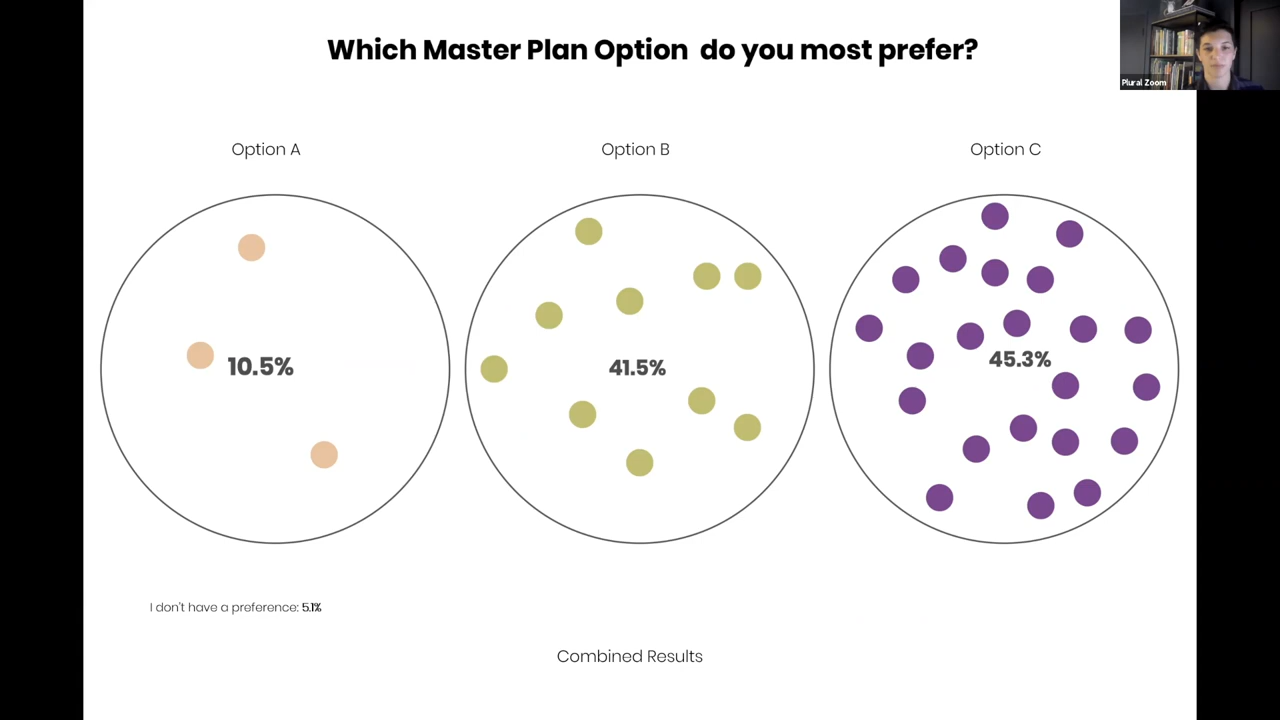 Which Master Plan Option do you most prefer?
Plural Zoom
Option A
Option B
Option C
10.5%
41.5%
45.3%
I don't have a preference: 5.1%
Combined Results